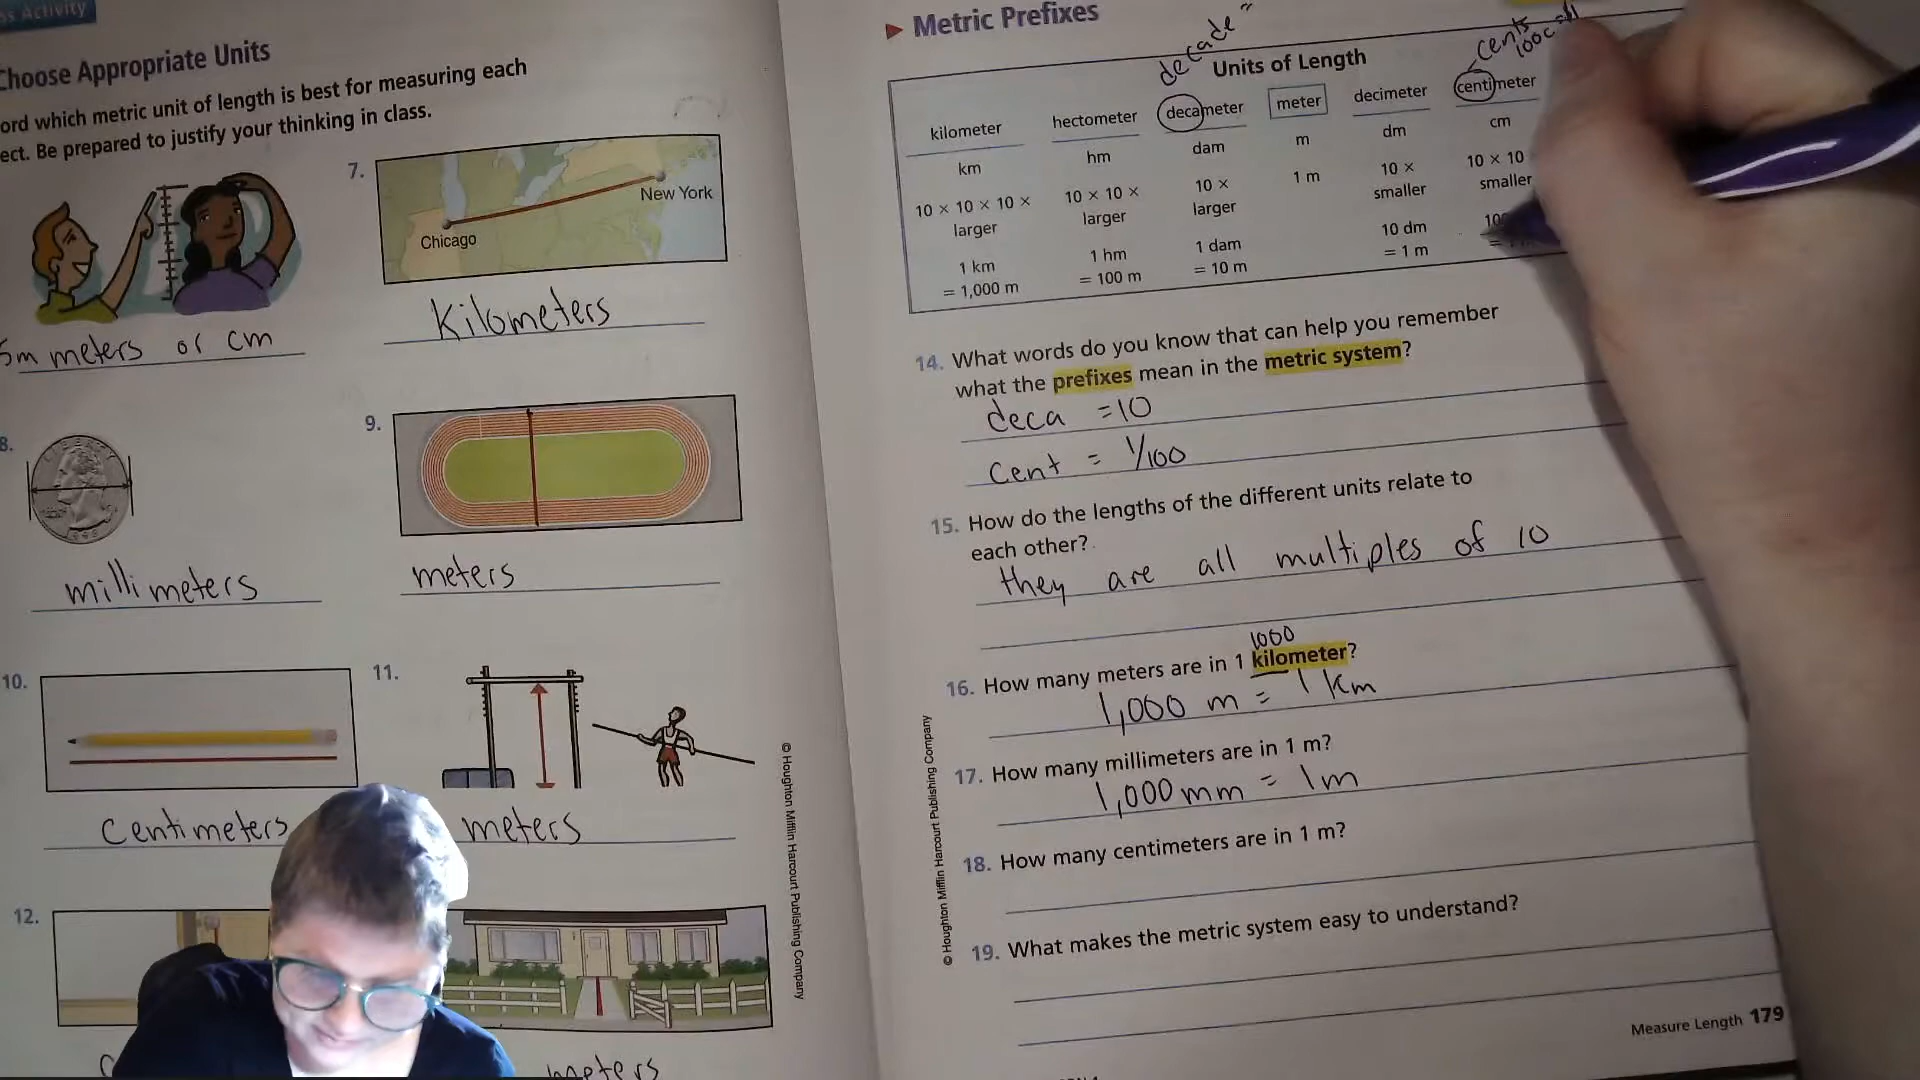 Activity
Choose Appropriate Units
ord which metric unit of length is best for measuring each
ect. Be prepared to justify your thinking in class.
7.
New York
Chicago
5m meters or cm
Kilometers
8.
9.
millimeters
meters
10.
11.
Centimeters
meters
12.
meters
© Houghton Mifflin Harcourt Publishing Company
Metric Prefixes
decade
cents
Units of Length
kilometer hectometer decameter meter decimeter centimeter
km hm dam m dm cm
10 × 10 × 10 × 10 × 10 × 10 × 1 m 10 × 10 × 10
larger larger larger smaller smaller
1 km 1 hm 1 dam 10 dm
= 1,000 m = 100 m = 10 m = 1 m
14. What words do you know that can help you remember
what the prefixes mean in the metric system?
deca = 10
cent = 1/100
15. How do the lengths of the different units relate to
each other?
they are all multiples of 10
1000
16. How many meters are in 1 kilometer?
1,000 m = 1 km
17. How many millimeters are in 1 m?
1,000 mm = 1m
18. How many centimeters are in 1 m?
19. What makes the metric system easy to understand?
© Houghton Mifflin Harcourt Publishing Company
Measure Length 179